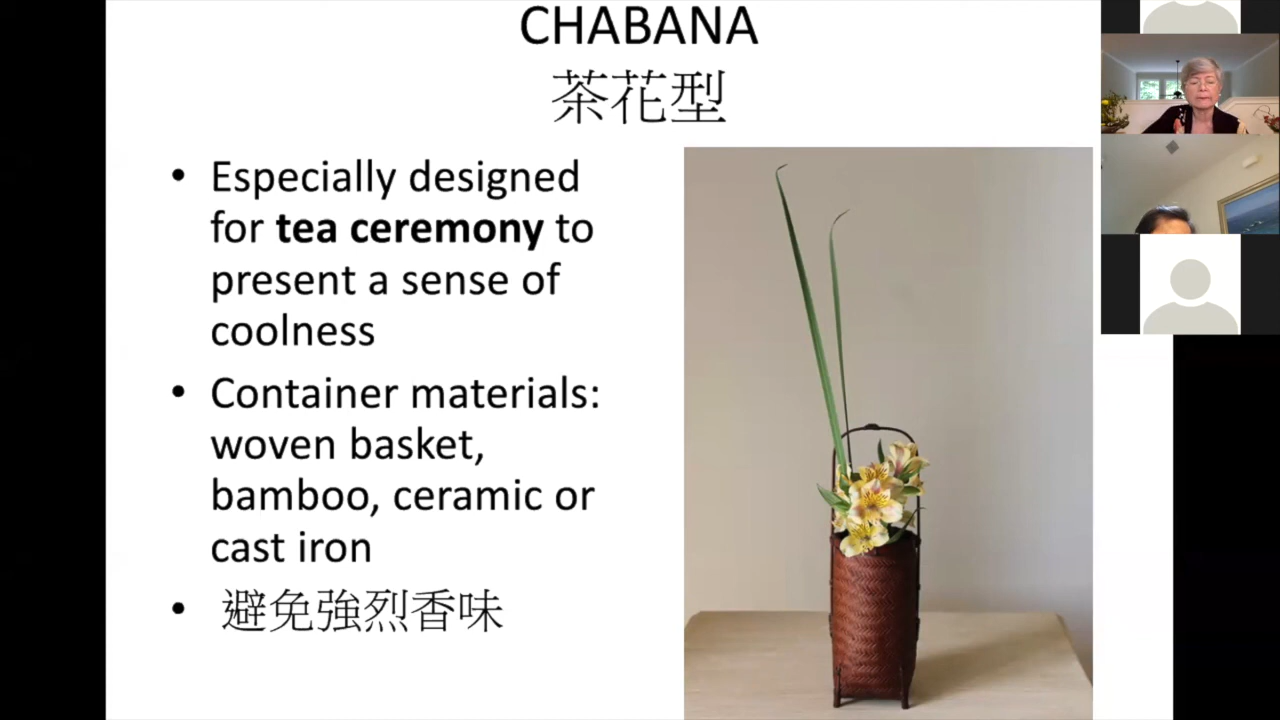 CHABANA
茶花型
• Especially designed
for tea ceremony to
present a sense of
coolness
• Container materials:
woven basket,
bamboo, ceramic or
cast iron
• 避免強烈香味